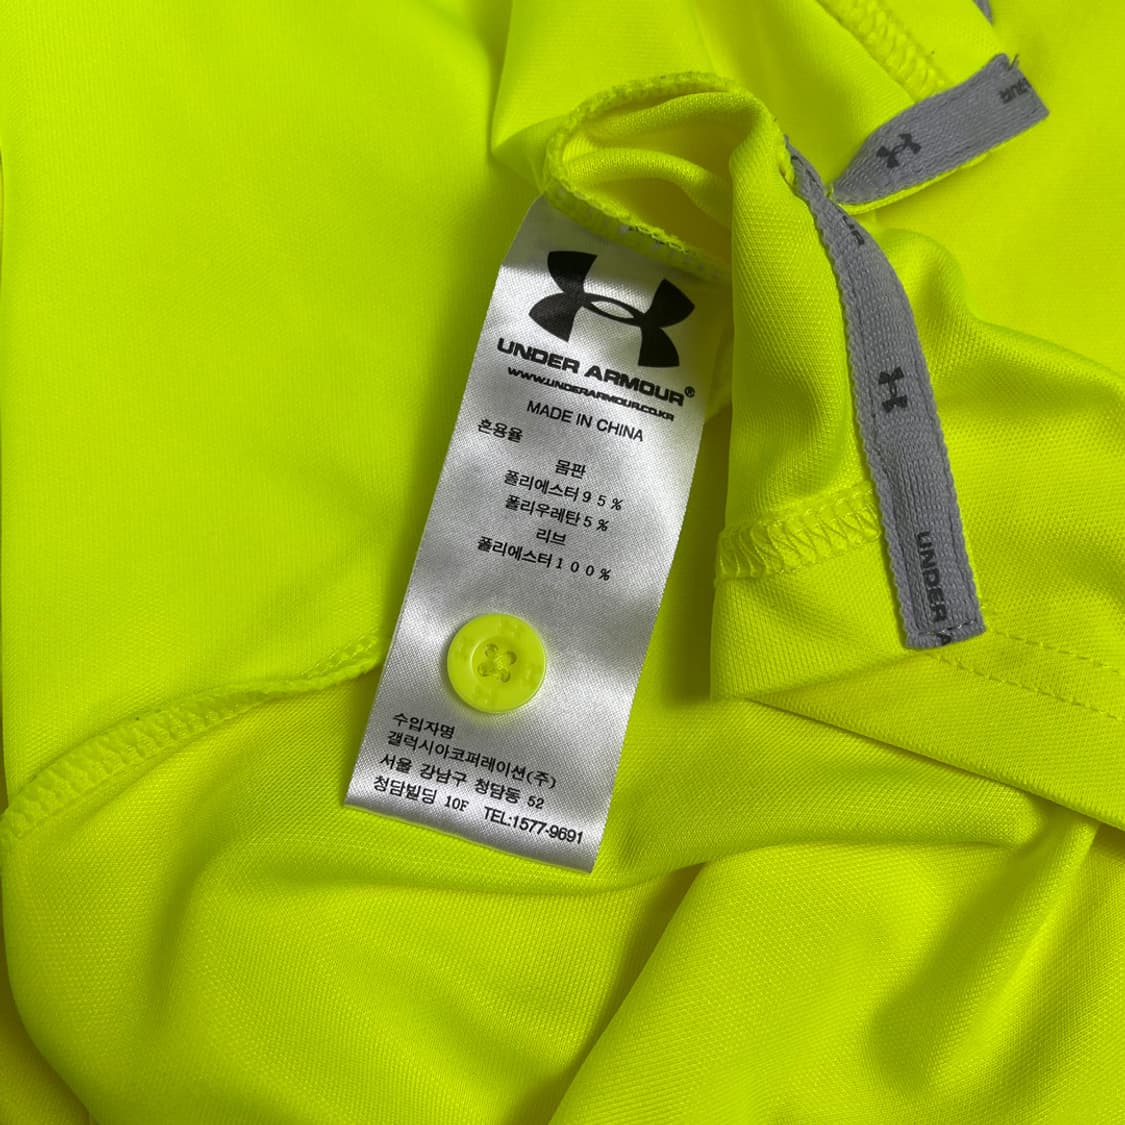 UNDER ARMOUR®
WWW.UNDERARMOUR.CO.KR
MADE IN CHINA
혼용율
몸판
폴리에스터95%
폴리우레탄5%
리브
폴리에스터100%
수입자명
갤럭시아코퍼레이션(주)
서울 강남구 청담동 52
청담빌딩 10F TEL:1577-9691
UNDER